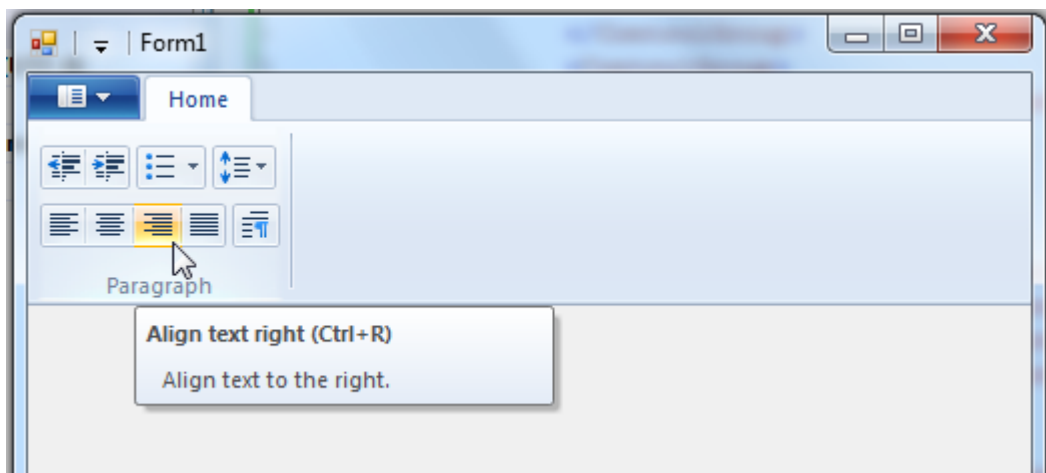 Form1
Home
Paragraph
Align text right (Ctrl+R)
Align text to the right.